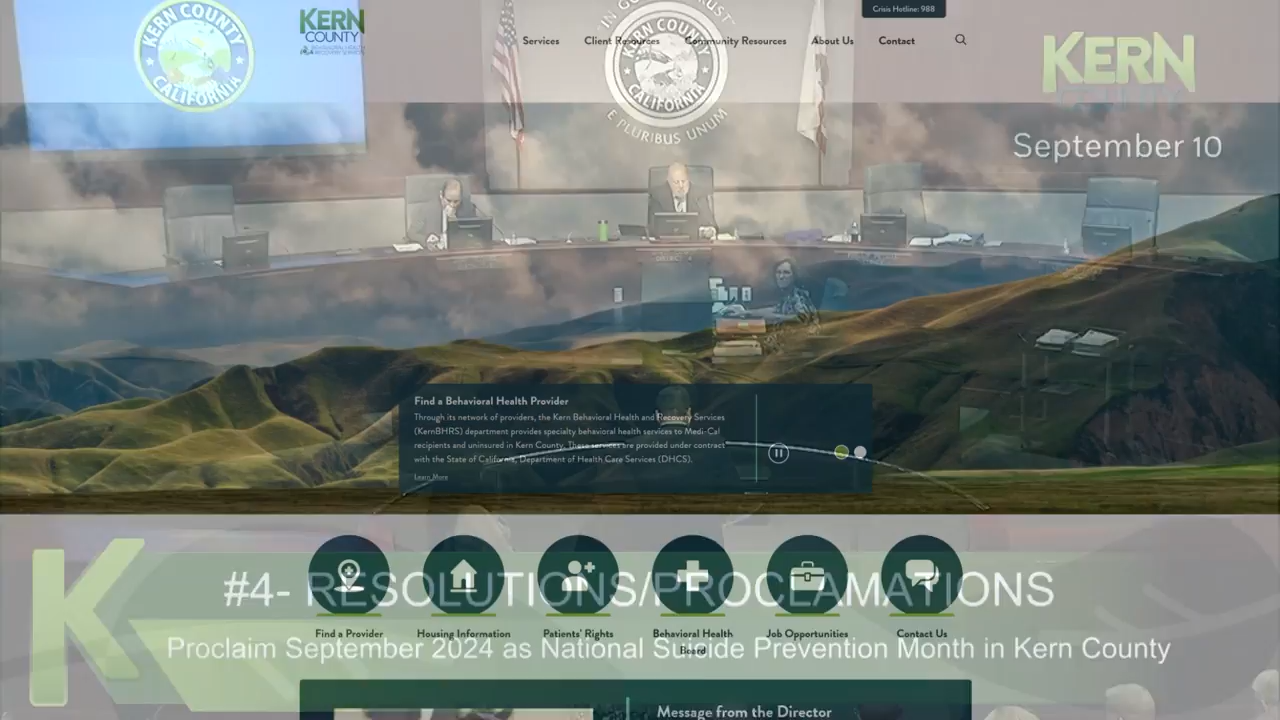 Crisis Hotline: 988
KERN COUNTY
CALIFORNIA
KERN
COUNTY
Services
Client Resources
Community Resources
About Us
Contact
KERN COUNTY
CALIFORNIA
E PLURIBUS UNUM
KERN
COUNTY
September 10
Find a Behavioral Health Provider
Through its network of providers, the Kern Behavioral Health and Recovery Services
(KernBHRS) department provides specialty behavioral health services to Medi-Cal
recipients and uninsured in Kern County. These services are provided under contract
with the State of California, Department of Health Care Services (DHCS).
Learn More
#4- RESOLUTIONS/PROCLAMATIONS
Find a Provider
Housing Information
Patients' Rights
Behavioral Health
Board
Job Opportunities
Contact Us
Proclaim September 2024 as National Suicide Prevention Month in Kern County
K
Message from the Director